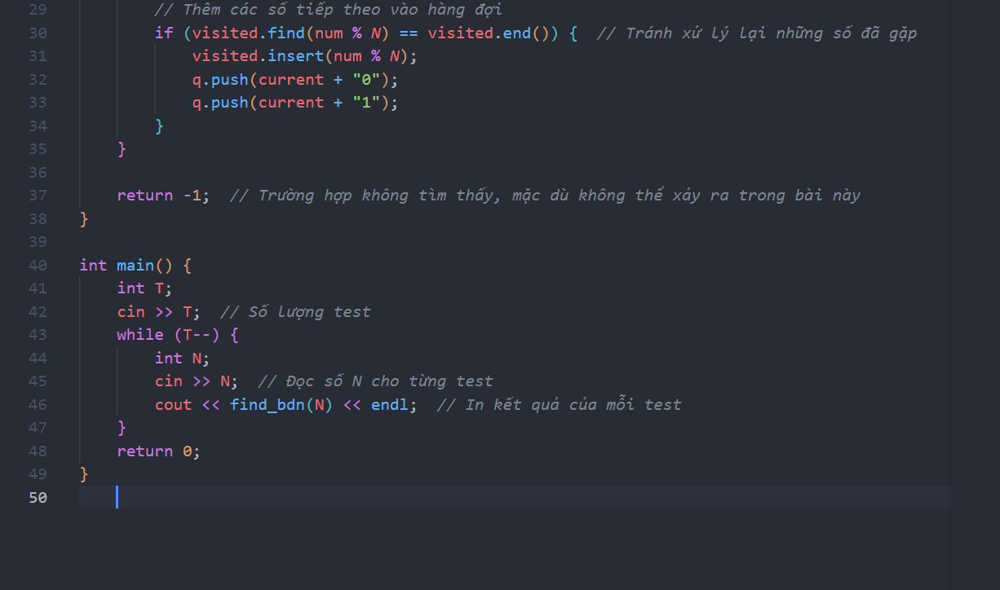 29 // Thêm các số tiếp theo vào hàng đợi
30 if (visited.find(num % N) == visited.end()) { // Tránh xử lý lại những số đã gặp
31 visited.insert(num % N);
32 q.push(current + "0");
33 q.push(current + "1");
34 }
35 }
36
37 return -1; // Trường hợp không tìm thấy, mặc dù không thể xảy ra trong bài này
38 }
39
40 int main() {
41 int T;
42 cin >> T; // Số lượng test
43 while (T--) {
44 int N;
45 cin >> N; // Đọc số N cho từng test
46 cout << find_bdn(N) << endl; // In kết quả của mỗi test
47 }
48 return 0;
49 }
50